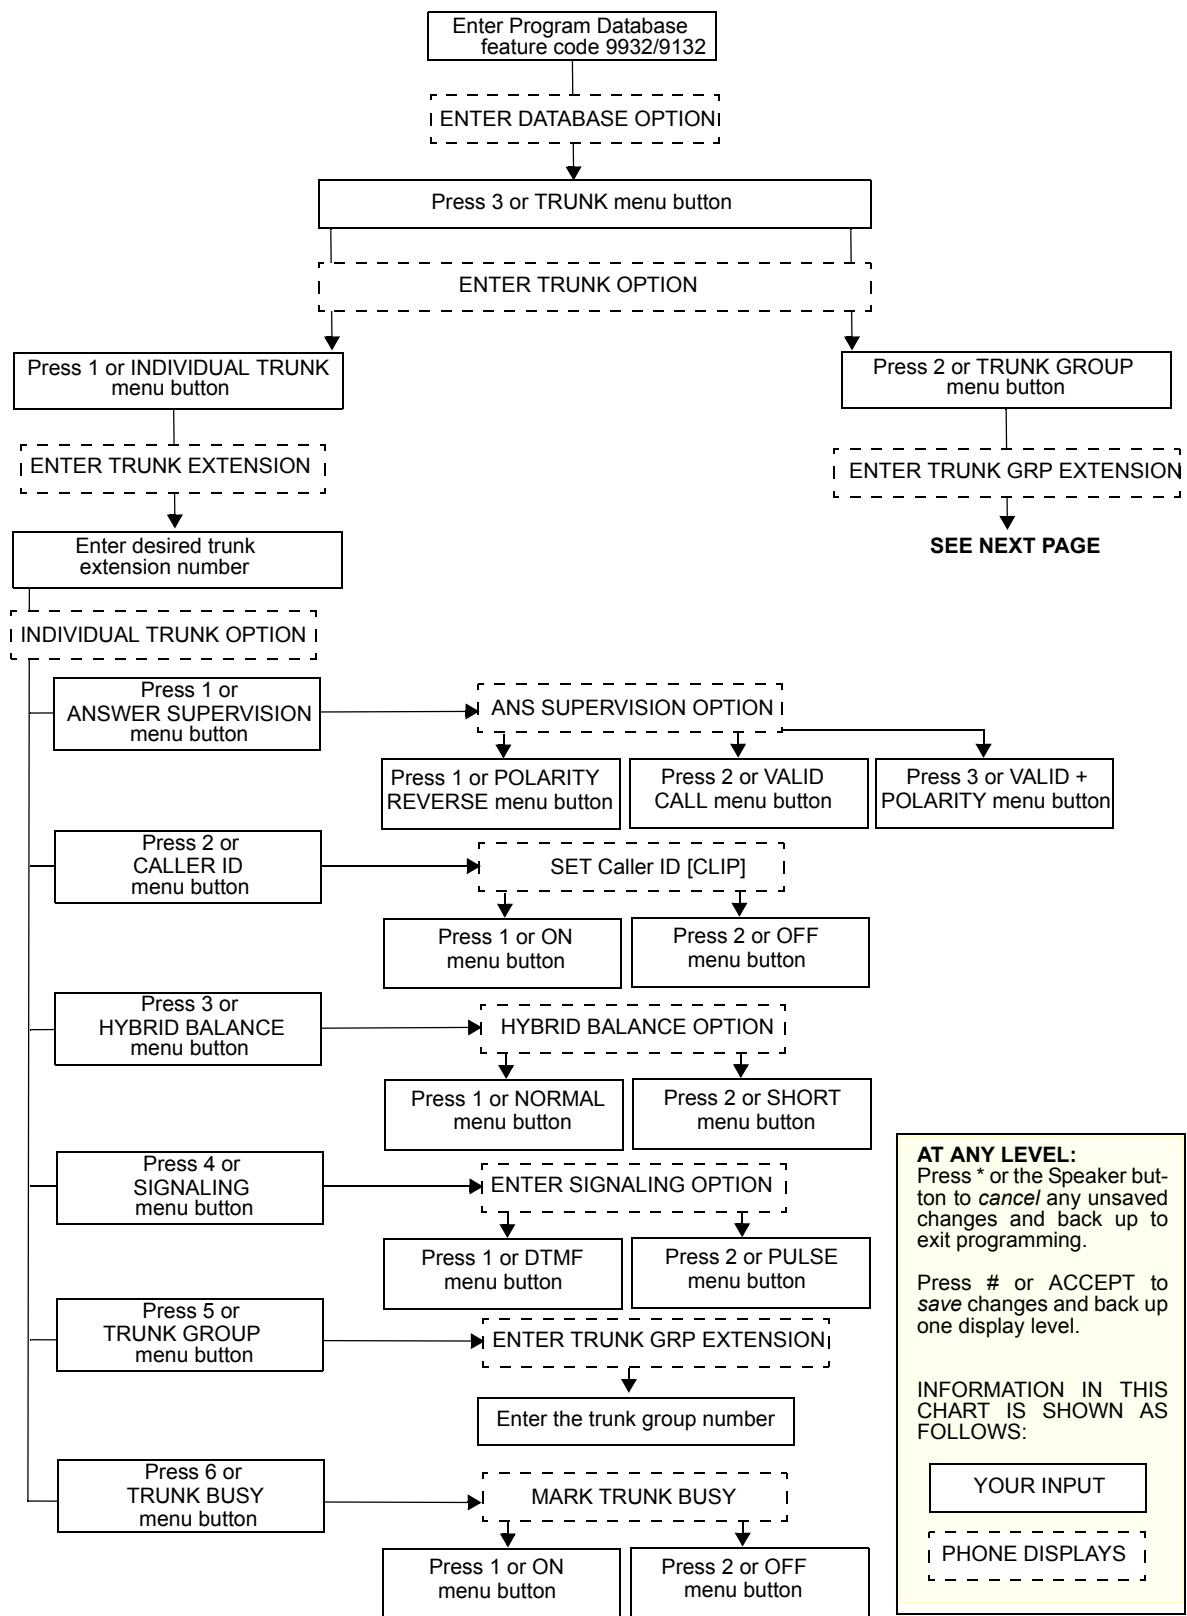 Enter Program Database
feature code 9932/9132
ENTER DATABASE OPTION
Press 3 or TRUNK menu button
ENTER TRUNK OPTION
Press 1 or INDIVIDUAL TRUNK
menu button
Press 2 or TRUNK GROUP
menu button
ENTER TRUNK EXTENSION
ENTER TRUNK GRP EXTENSION
Enter desired trunk
extension number
SEE NEXT PAGE
INDIVIDUAL TRUNK OPTION
Press 1 or
ANSWER SUPERVISION
menu button
ANS SUPERVISION OPTION
Press 1 or POLARITY
REVERSE menu button
Press 2 or VALID
CALL menu button
Press 3 or VALID +
POLARITY menu button
Press 2 or
CALLER ID
menu button
SET Caller ID [CLIP]
Press 1 or ON
menu button
Press 2 or OFF
menu button
Press 3 or
HYBRID BALANCE
menu button
HYBRID BALANCE OPTION
Press 1 or NORMAL
menu button
Press 2 or SHORT
menu button
Press 4 or
SIGNALING
menu button
ENTER SIGNALING OPTION
Press 1 or DTMF
menu button
Press 2 or PULSE
menu button
Press 5 or
TRUNK GROUP
menu button
ENTER TRUNK GRP EXTENSION
Enter the trunk group number
Press 6 or
TRUNK BUSY
menu button
MARK TRUNK BUSY
Press 1 or ON
menu button
Press 2 or OFF
menu button
AT ANY LEVEL:
Press * or the Speaker but-
ton to cancel any unsaved
changes and back up to
exit programming.
Press # or ACCEPT to
save changes and back up
one display level.
INFORMATION IN THIS
CHART IS SHOWN AS
FOLLOWS:
YOUR INPUT
PHONE DISPLAYS